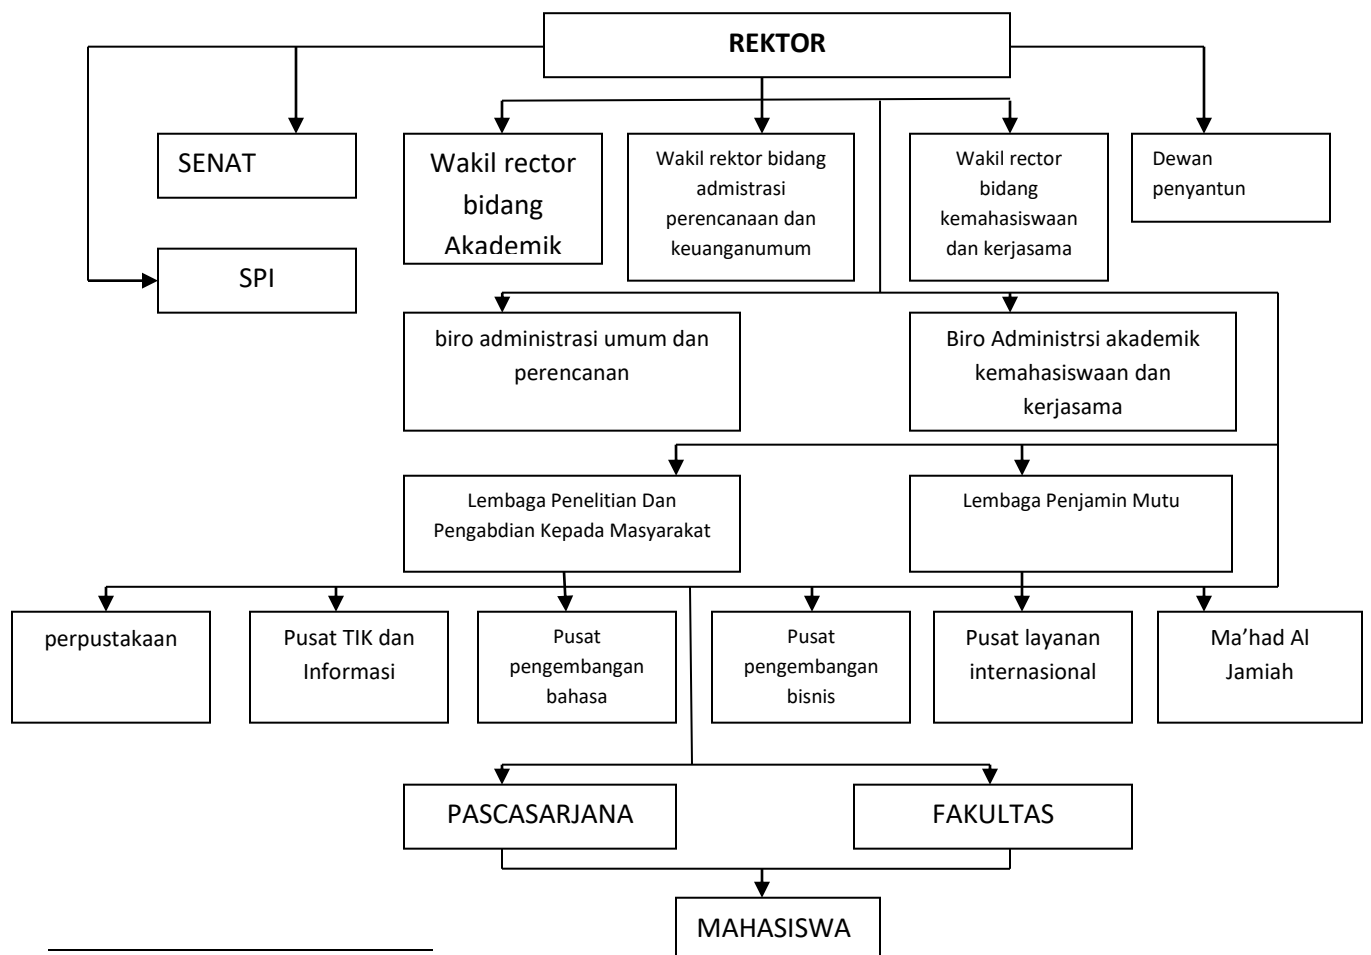 REKTOR
SENAT
Wakil rector
bidang
Akademik
Wakil rektor bidang
admistrasi
perencanaan dan
keuanganumum
Wakil rector
bidang
kemahasiswaan
dan kerjasama
Dewan
penyantun
SPI
biro administrasi umum dan
perencanan
Biro Administrsi akademik
kemahasiswaan dan
kerjasama
Lembaga Penelitian Dan
Pengabdian Kepada Masyarakat
Lembaga Penjamin Mutu
perpustakaan
Pusat TIK dan
Informasi
Pusat
pengembangan
bahasa
Pusat
pengembangan
bisnis
Pusat layanan
internasional
Ma’had Al
Jamiah
PASCASARJANA
FAKULTAS
MAHASISWA